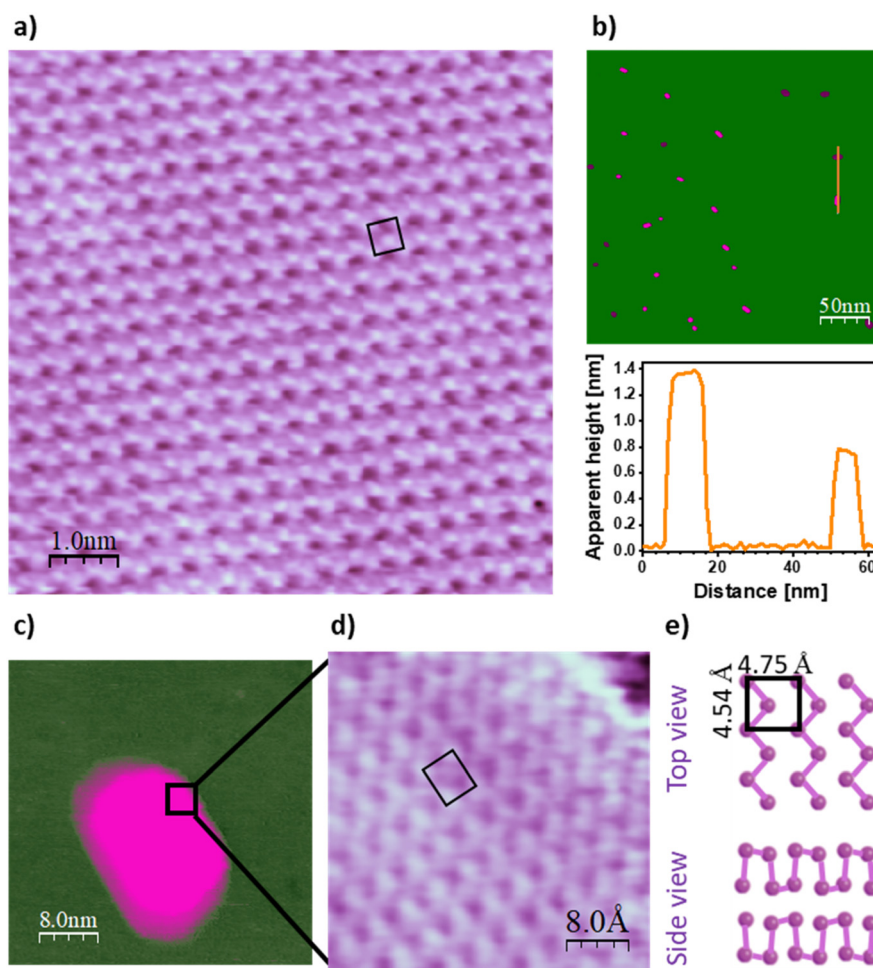 a)
1.0nm
b)
50nm
1.4
1.2
1.0
0.8
0.6
0.4
0.2
0.0
Apparent height [nm]
0
20
40
60
Distance [nm]
c)
8.0nm
d)
8.0Å
e)
4.75 Å
4.54 Å
Top view
Side view